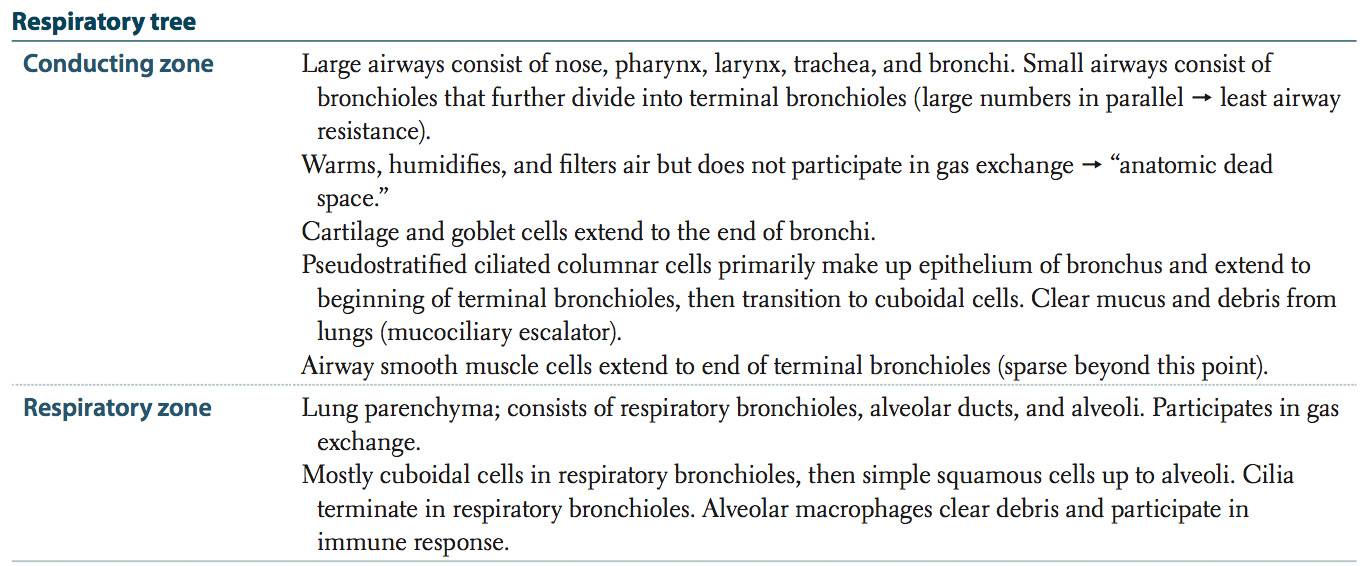 Respiratory tree
Conducting zone
Large airways consist of nose, pharynx, larynx, trachea, and bronchi. Small airways consist of
bronchioles that further divide into terminal bronchioles (large numbers in parallel → least airway
resistance).
Warms, humidifies, and filters air but does not participate in gas exchange → “anatomic dead
space.”
Cartilage and goblet cells extend to the end of bronchi.
Pseudostratified ciliated columnar cells primarily make up epithelium of bronchus and extend to
beginning of terminal bronchioles, then transition to cuboidal cells. Clear mucus and debris from
lungs (mucociliary escalator).
Airway smooth muscle cells extend to end of terminal bronchioles (sparse beyond this point).
Respiratory zone
Lung parenchyma; consists of respiratory bronchioles, alveolar ducts, and alveoli. Participates in gas
exchange.
Mostly cuboidal cells in respiratory bronchioles, then simple squamous cells up to alveoli. Cilia
terminate in respiratory bronchioles. Alveolar macrophages clear debris and participate in
immune response.